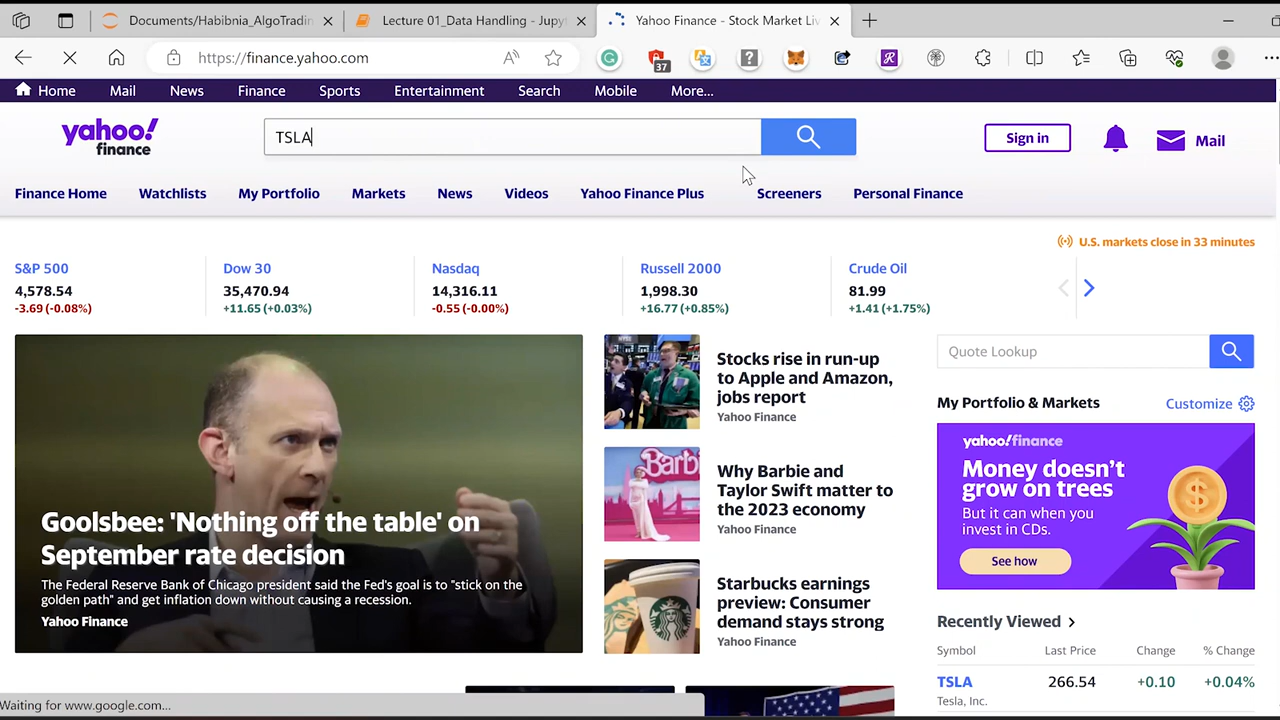 Documents/Habibnia_AlgoTradin
Lecture 01_Data Handling - Jupyt
Yahoo Finance - Stock Market Liv
https://finance.yahoo.com
37
Home Mail News Finance Sports Entertainment Search Mobile More...
yahoo!
finance
TSLA
Sign in
Mail
Finance Home Watchlists My Portfolio Markets News Videos Yahoo Finance Plus Screeners Personal Finance
U.S. markets close in 33 minutes
S&P 500 Dow 30 Nasdaq Russell 2000 Crude Oil
4,578.54 35,470.94 14,316.11 1,998.30 81.99
-3.69 (-0.08%) +11.65 (+0.03%) -0.55 (-0.00%) +16.77 (+0.85%) +1.41 (+1.75%)
Goolsbee: 'Nothing off the table' on
September rate decision
The Federal Reserve Bank of Chicago president said the Fed's goal is to "stick on the
golden path" and get inflation down without causing a recession.
Yahoo Finance
Stocks rise in run-up
to Apple and Amazon,
jobs report
Yahoo Finance
Barbi
Why Barbie and
Taylor Swift matter to
the 2023 economy
Yahoo Finance
Starbucks earnings
preview: Consumer
demand stays strong
Yahoo Finance
Quote Lookup
My Portfolio & Markets
Customize
yahoo!finance
Money doesn't
grow on trees
But it can when you
invest in CDs.
See how
Recently Viewed
Symbol Last Price Change % Change
TSLA 266.54 +0.10 +0.04%
Tesla, Inc.
Waiting for www.google.com...